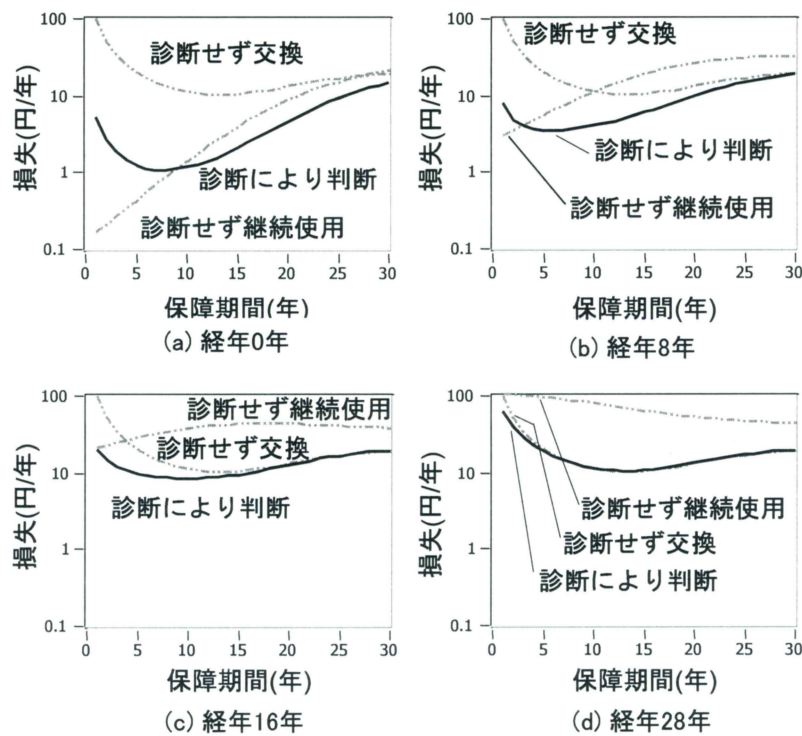 100
10
1
0.1
損失(円/年)
診断せず交換
診断により判断
診断せず継続使用
0 5 10 15 20 25 30
保障期間(年)
(a) 経年0年
100
10
1
0.1
損失(円/年)
診断せず交換
診断により判断
診断せず継続使用
0 5 10 15 20 25 30
保障期間(年)
(b) 経年8年
100
10
1
0.1
損失(円/年)
診断せず継続使用
診断せず交換
診断により判断
0 5 10 15 20 25 30
保障期間(年)
(c) 経年16年
100
10
1
0.1
損失(円/年)
診断せず継続使用
診断せず交換
診断により判断
0 5 10 15 20 25 30
保障期間(年)
(d) 経年28年